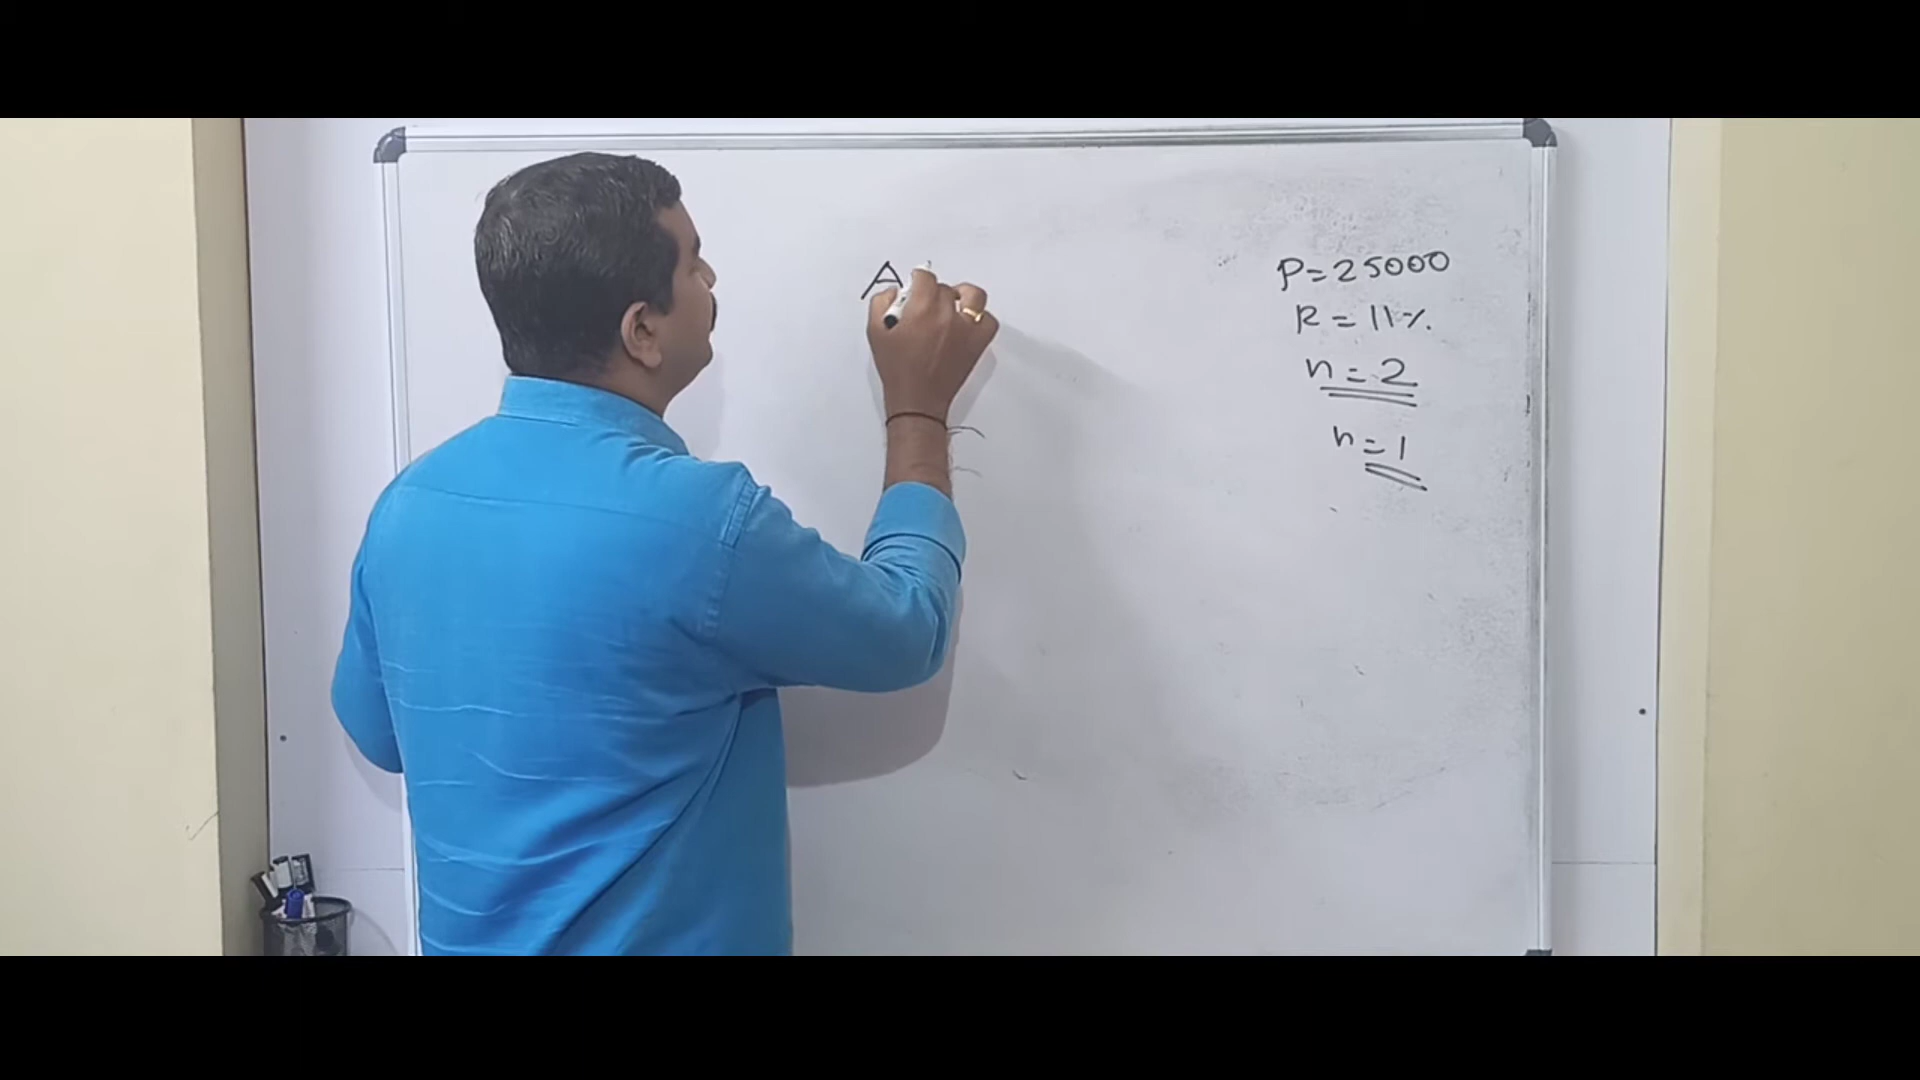 A
P=25000
R = 11%.
n = 2
n = 1